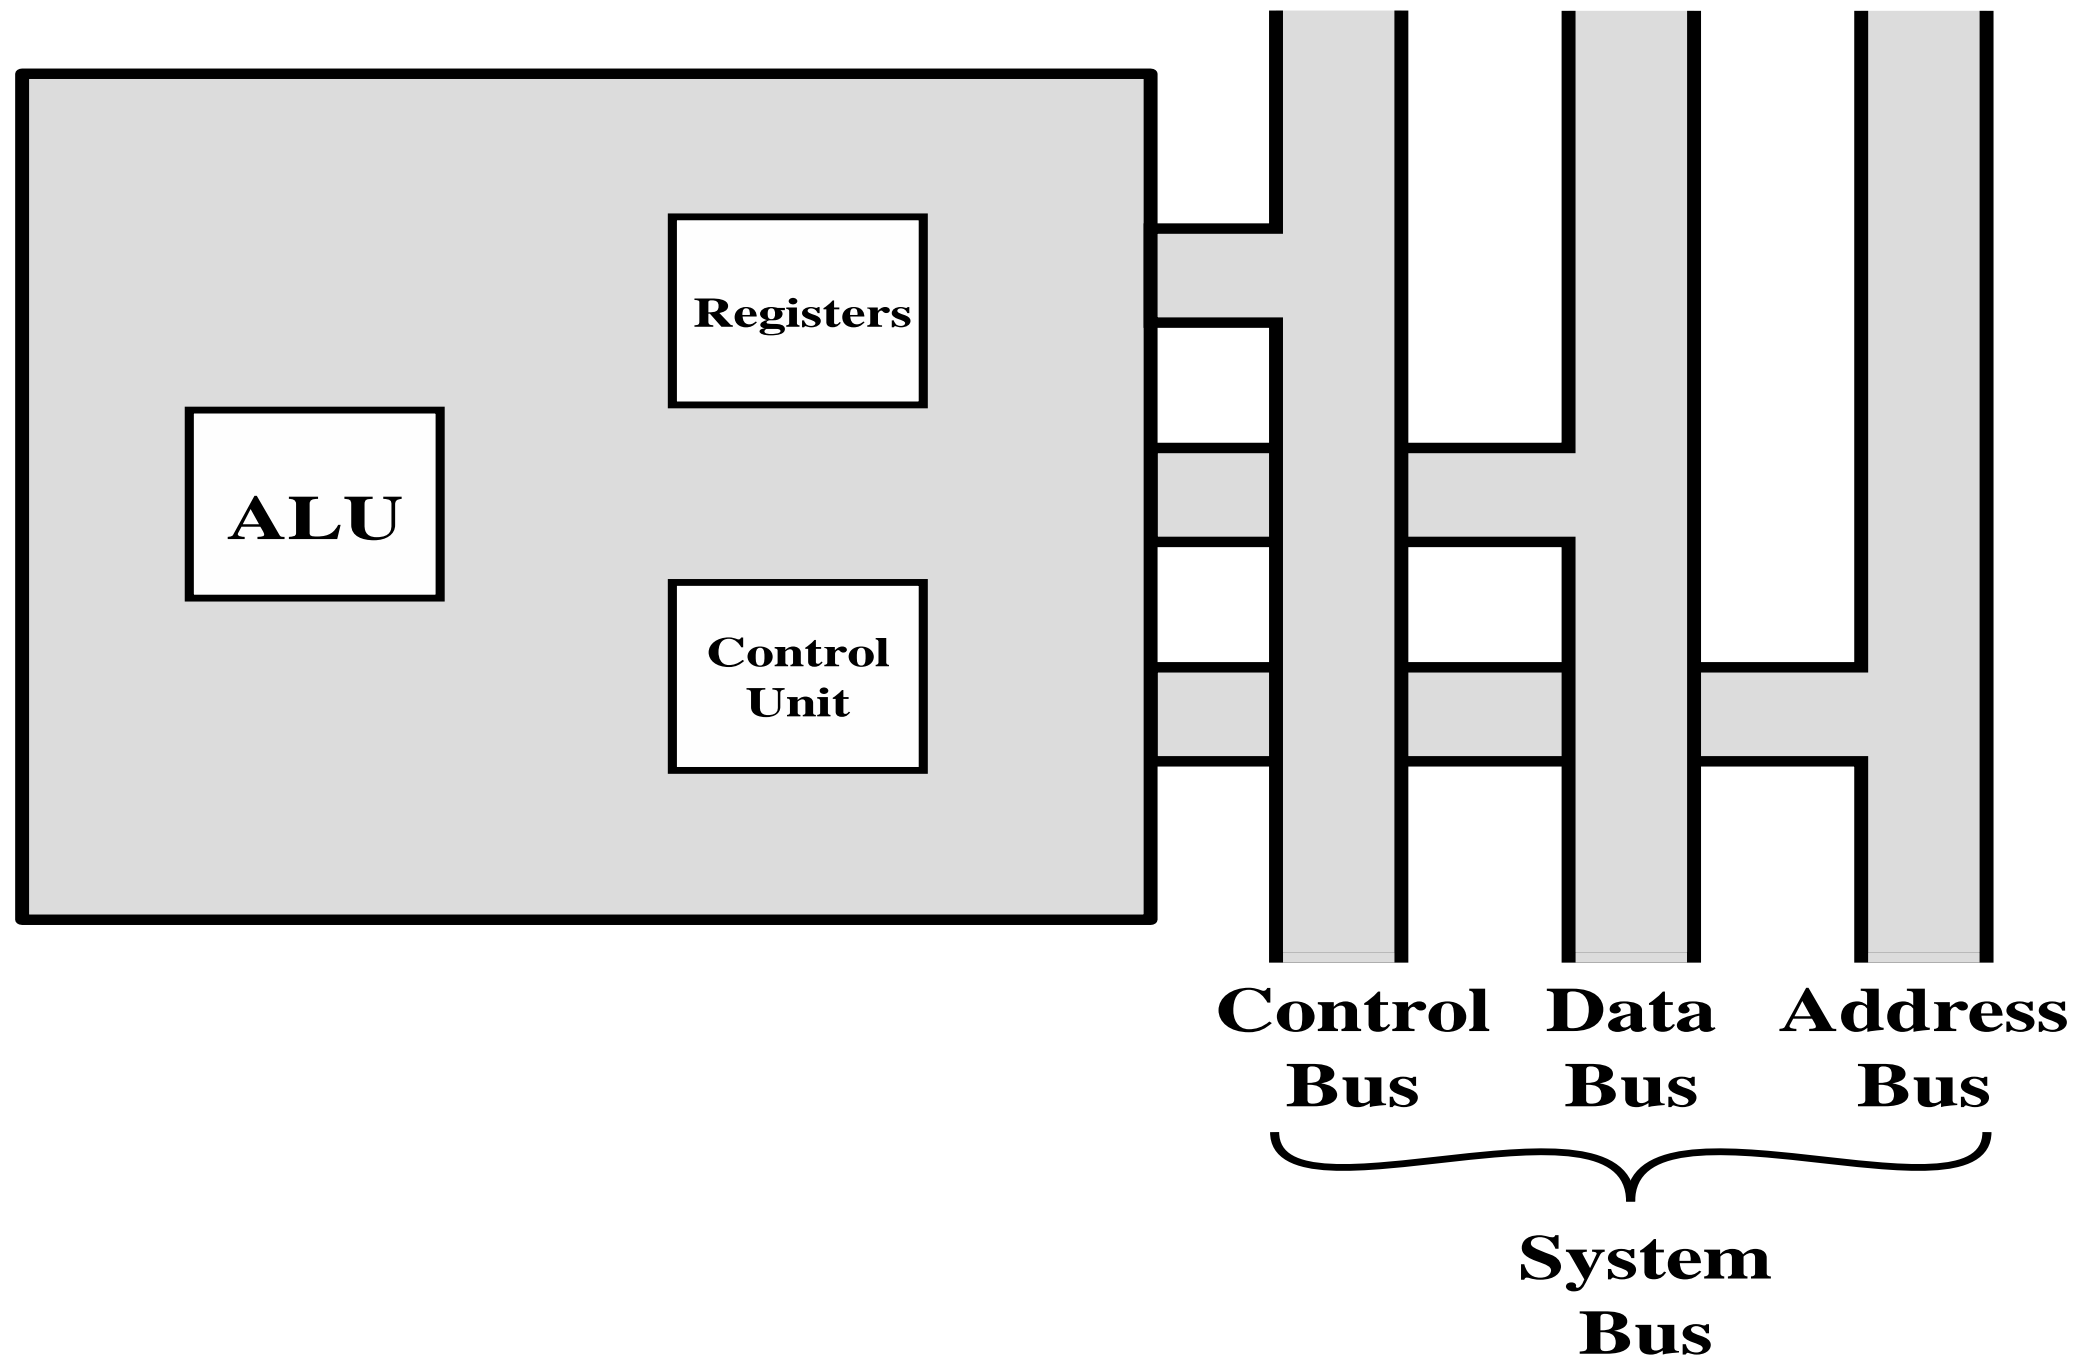 Registers
ALU
Control
Unit
Control
Bus
Data
Bus
Address
Bus
System
Bus